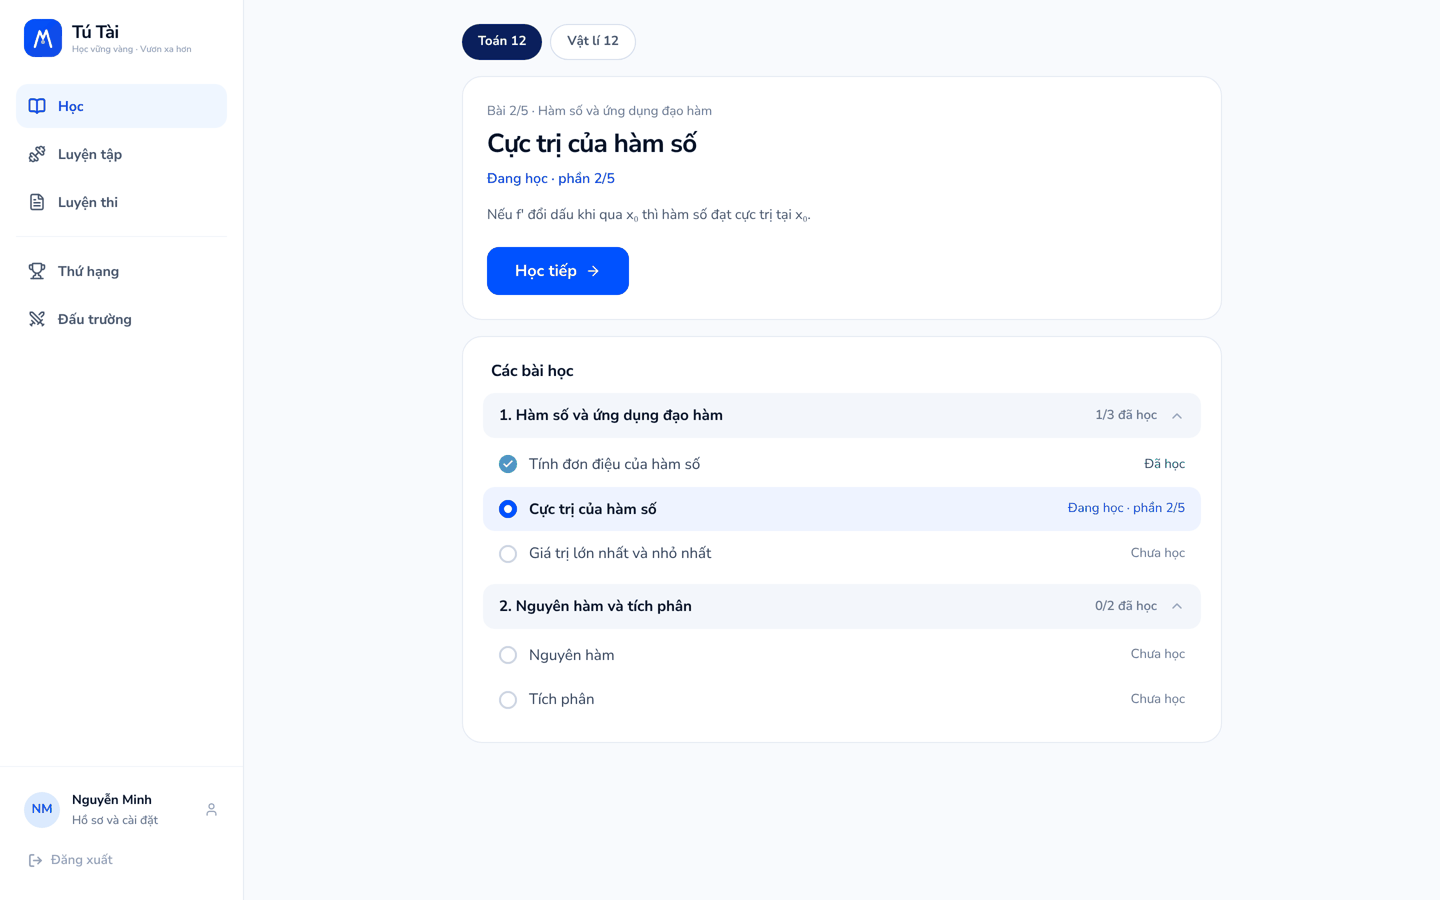 Tú Tài
Học vững vàng · Vươn xa hơn
Học
Luyện tập
Luyện thi
Thứ hạng
Đấu trường
Nguyễn Minh
NM
Hồ sơ và cài đặt
Đăng xuất
Toán 12
Vật lí 12
Bài 2/5 · Hàm số và ứng dụng đạo hàm
Cực trị của hàm số
Đang học · phần 2/5
Nếu f' đổi dấu khi qua x₀ thì hàm số đạt cực trị tại x₀.
Học tiếp →
Các bài học
1. Hàm số và ứng dụng đạo hàm 1/3 đã học
Tính đơn điệu của hàm số Đã học
Cực trị của hàm số Đang học · phần 2/5
Giá trị lớn nhất và nhỏ nhất Chưa học
2. Nguyên hàm và tích phân 0/2 đã học
Nguyên hàm Chưa học
Tích phân Chưa học